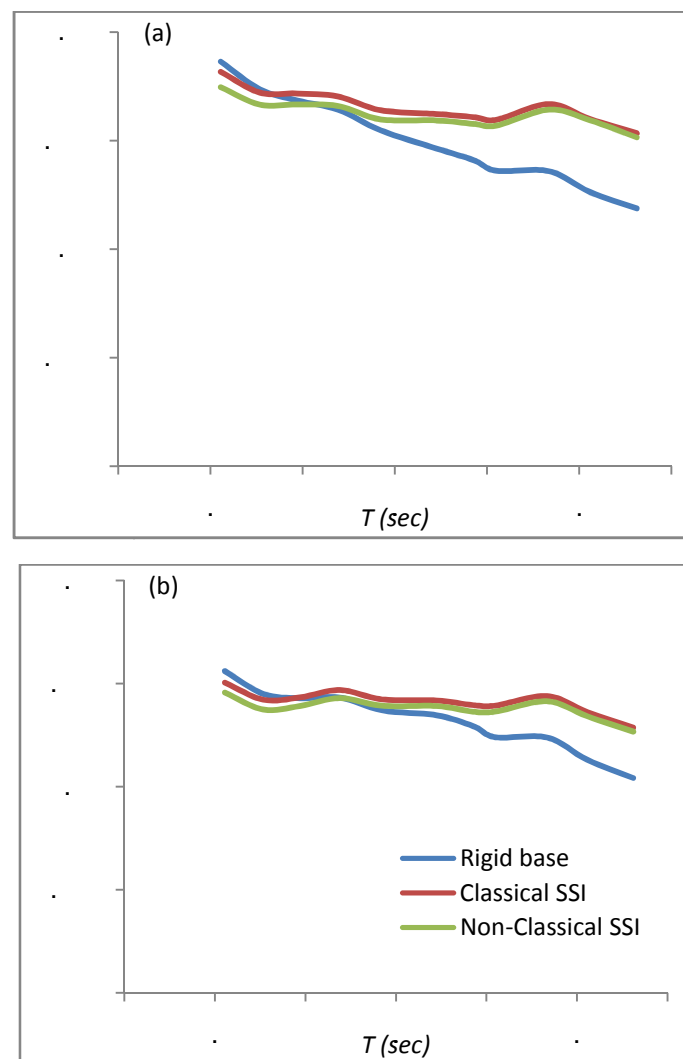 (a)
T (sec)
(b)
Rigid base
Classical SSI
Non-Classical SSI
T (sec)